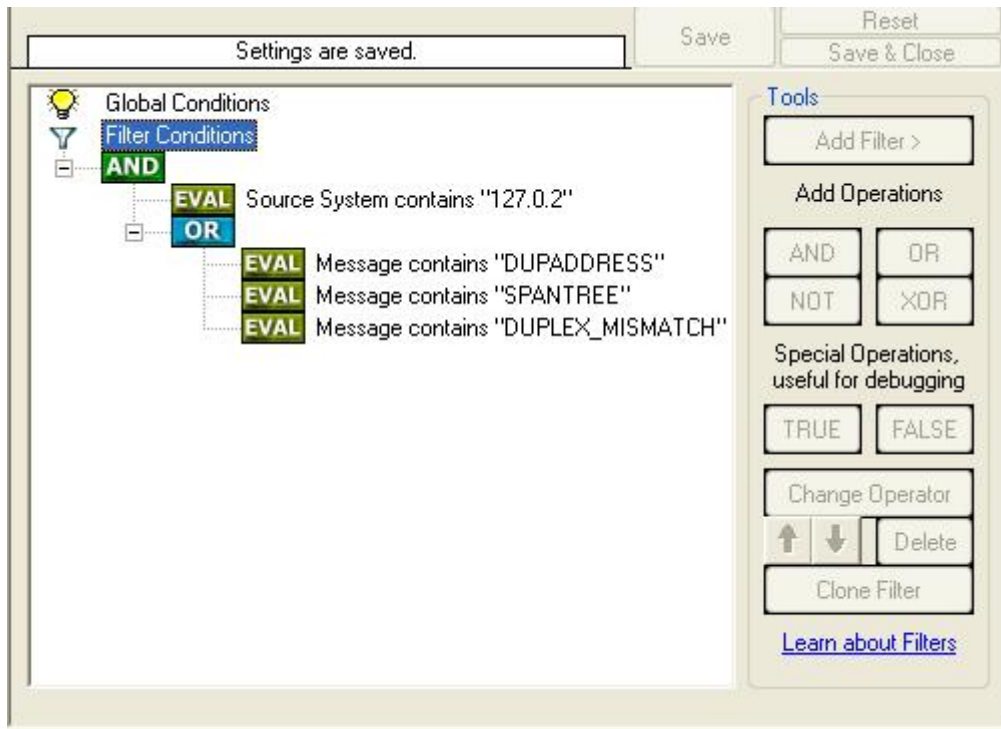 Settings are saved.
Save
Reset
Save & Close
Global Conditions
Filter Conditions
AND
EVAL Source System contains "127.0.2"
OR
EVAL Message contains "DUPADDRESS"
EVAL Message contains "SPANTREE"
EVAL Message contains "DUPLEX_MISMATCH"
Tools
Add Filter >
Add Operations
AND OR
NOT XOR
Special Operations,
useful for debugging
TRUE FALSE
Change Operator
Delete
Clone Filter
Learn about Filters